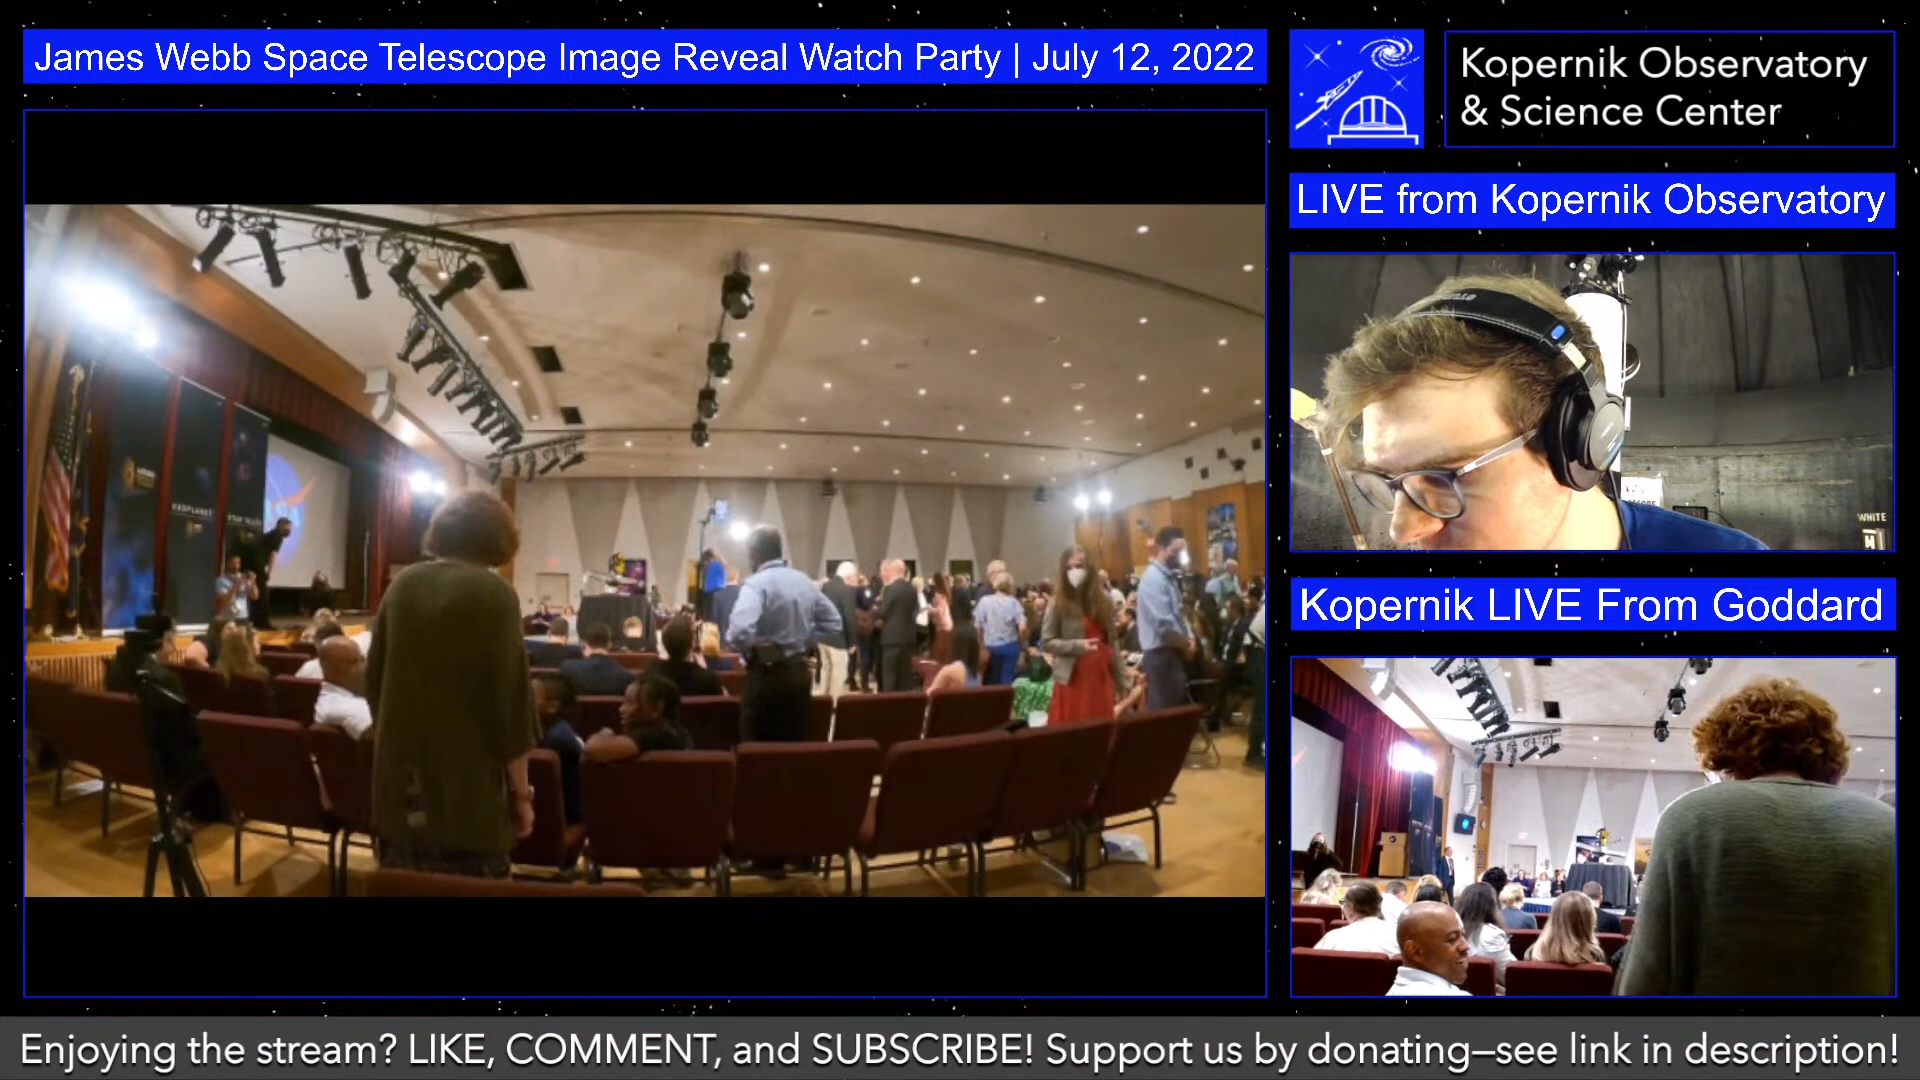 James Webb Space Telescope Image Reveal Watch Party | July 12, 2022
Kopernik Observatory
& Science Center
LIVE from Kopernik Observatory
WHITE
Kopernik LIVE From Goddard
Enjoying the stream? LIKE, COMMENT, and SUBSCRIBE! Support us by donating—see link in description!